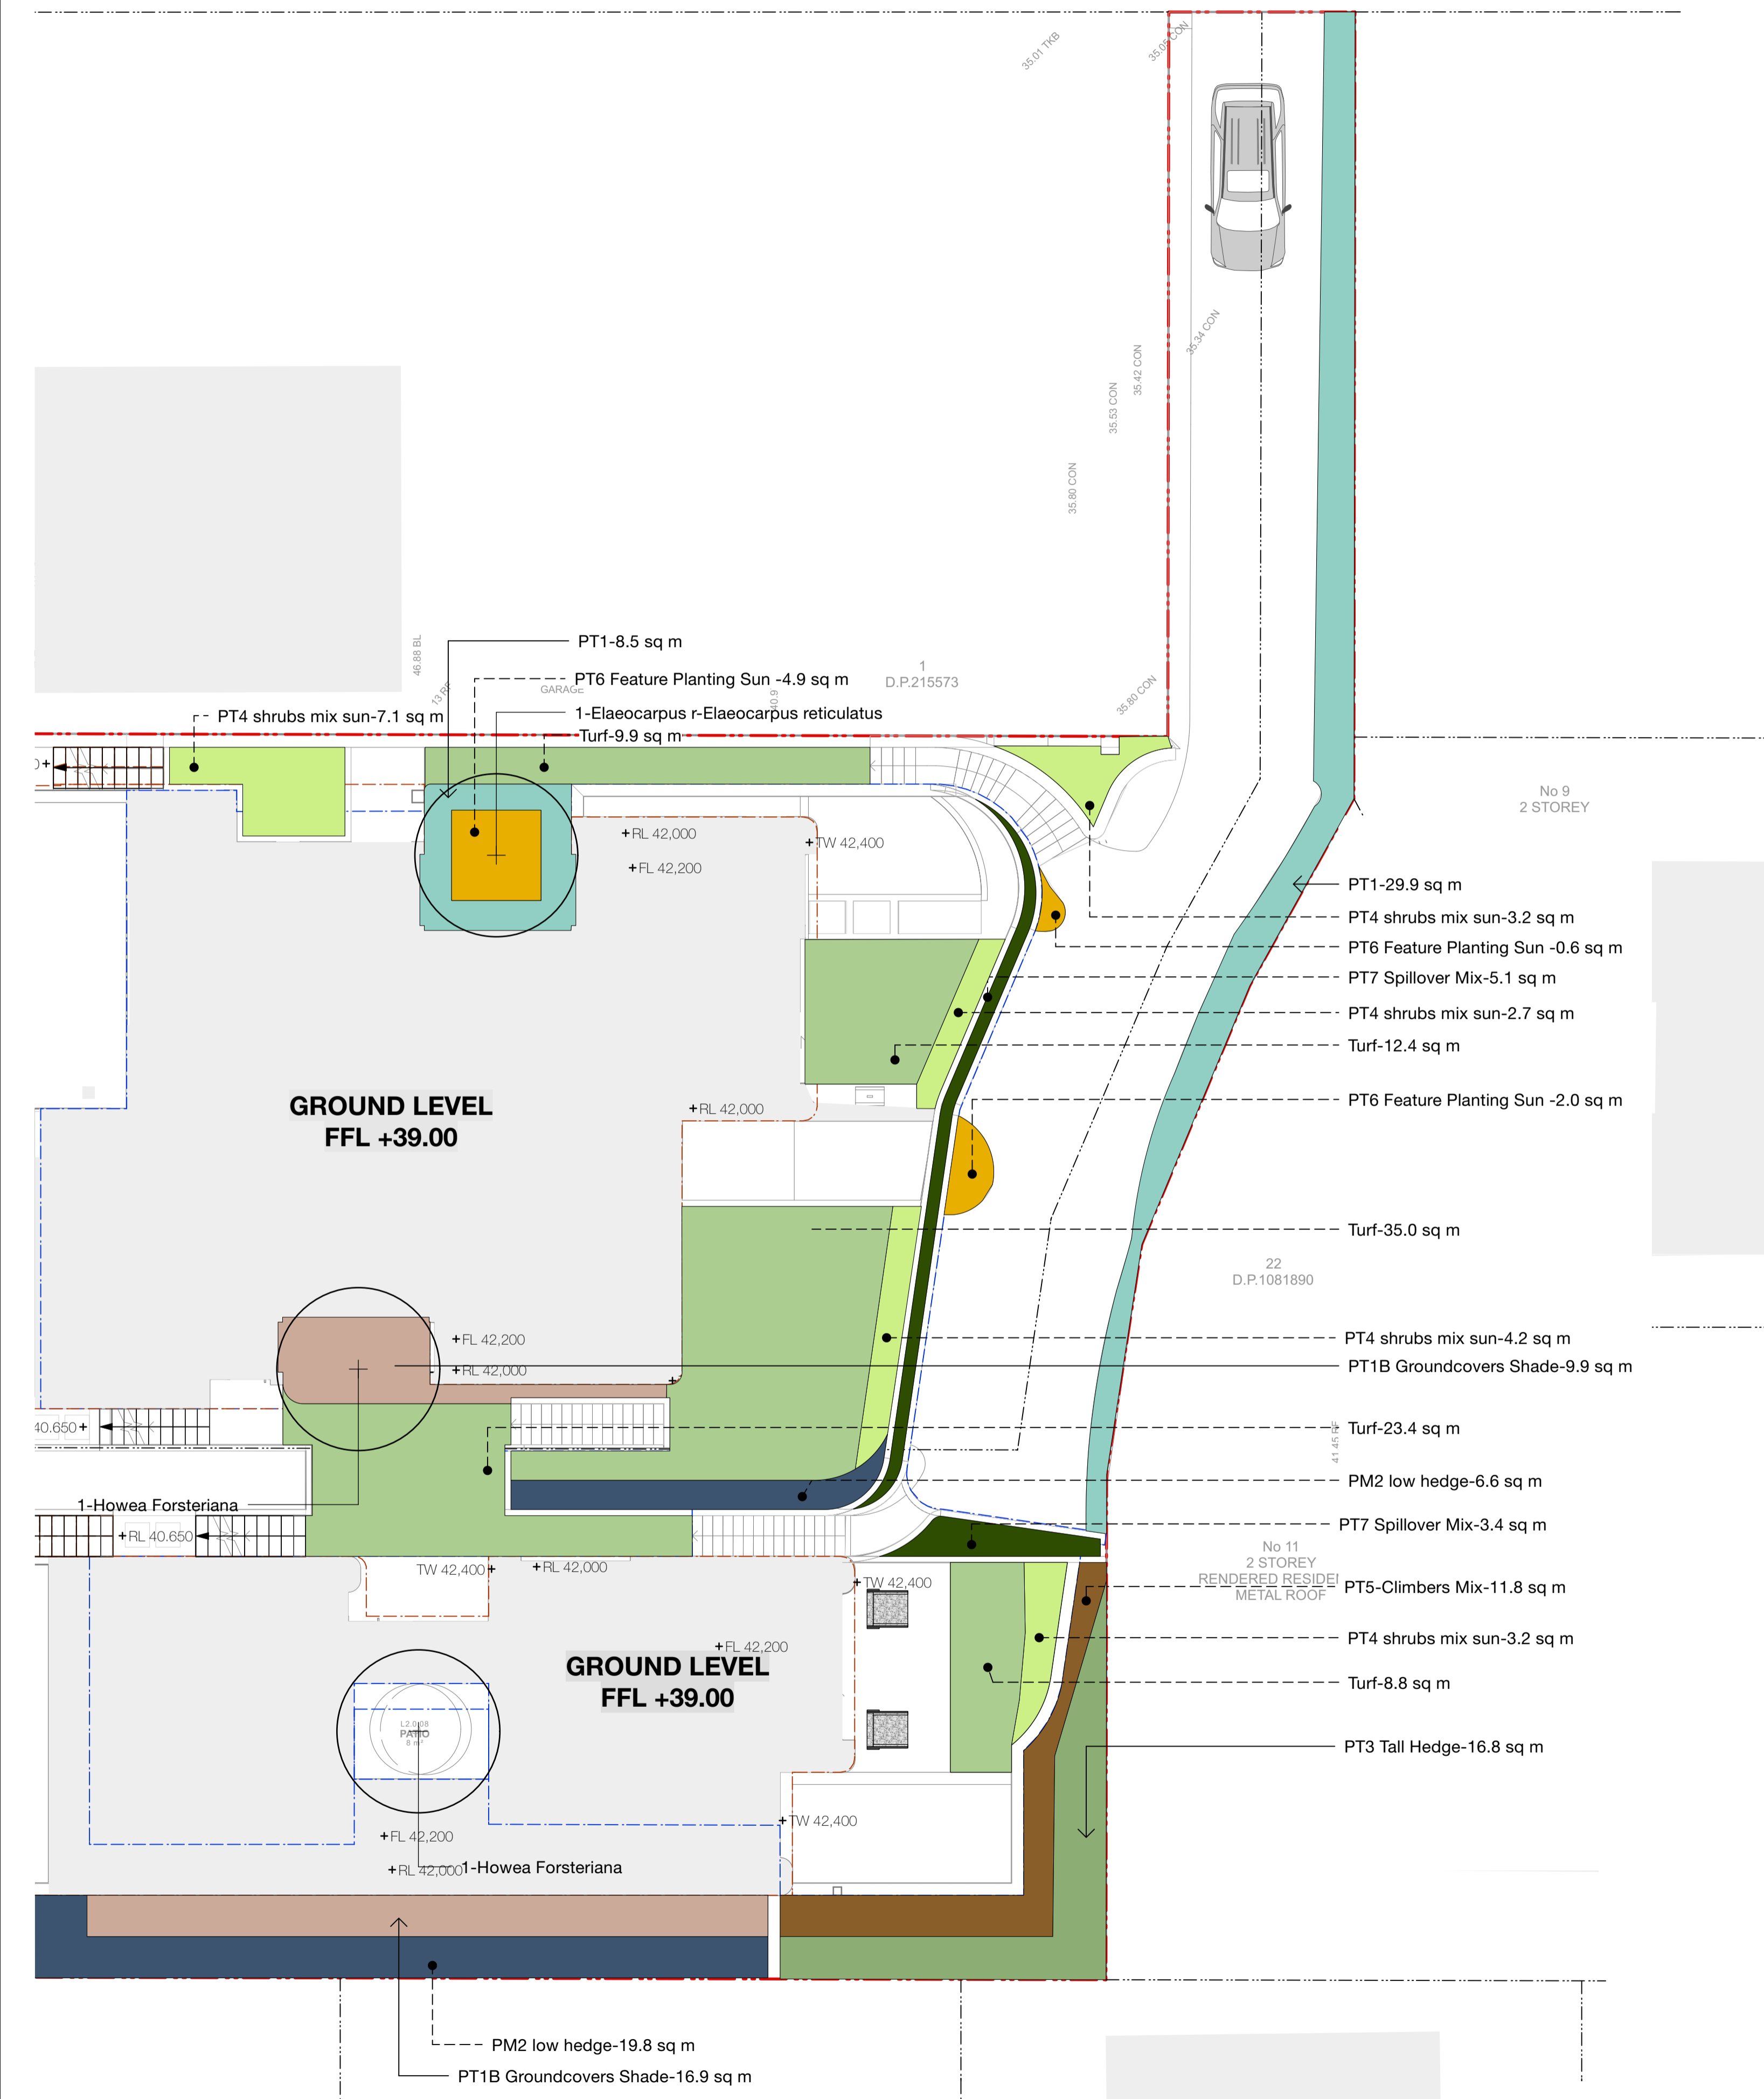 35.01 TKB
35.05 CON
35.34 CON
35.42 CON
35.53 CON
35.80 CON
46.88 BL
PT1-8.5 sq m
1
D.P.215573
PT6 Feature Planting Sun -4.9 sq m
GARAGE
40.9
35.80 CON
1-Elaeocarpus r-Elaeocarpus reticulatus
PT4 shrubs mix sun-7.1 sq m
Turf-9.9 sq m
No 9
2 STOREY
+RL 42,000
+TW 42,400
+FL 42,200
PT1-29.9 sq m
PT4 shrubs mix sun-3.2 sq m
PT6 Feature Planting Sun -0.6 sq m
PT7 Spillover Mix-5.1 sq m
PT4 shrubs mix sun-2.7 sq m
Turf-12.4 sq m
PT6 Feature Planting Sun -2.0 sq m
GROUND LEVEL
FFL +39.00
+RL 42,000
Turf-35.0 sq m
22
D.P.1081890
+FL 42,200
PT4 shrubs mix sun-4.2 sq m
+RL 42,000
PT1B Groundcovers Shade-9.9 sq m
40.650+
Turf-23.4 sq m
PM2 low hedge-6.6 sq m
1-Howea Forsteriana
+RL 40.650
PT7 Spillover Mix-3.4 sq m
No 11
2 STOREY
RENDERED RESIDEN
METAL ROOF
TW 42,400+
+RL 42,000
+TW 42,400
PT5-Climbers Mix-11.8 sq m
+FL 42,200
PT4 shrubs mix sun-3.2 sq m
GROUND LEVEL
FFL +39.00
Turf-8.8 sq m
L2.0.08
PATIO
8 m²
PT3 Tall Hedge-16.8 sq m
+TW 42,400
+FL 42,200
+RL 42,000
1-Howea Forsteriana
PM2 low hedge-19.8 sq m
PT1B Groundcovers Shade-16.9 sq m